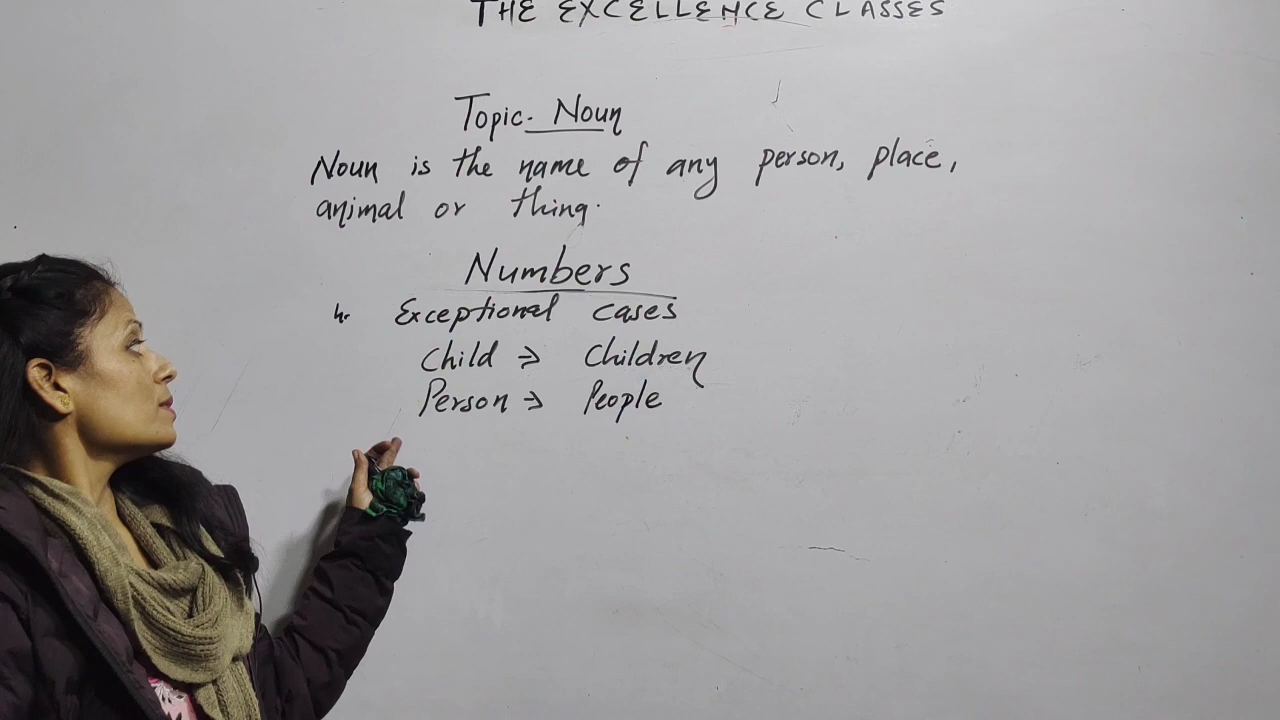 THE EXCELLENCE CLASSES
Topic. Noun
Noun is the name of any person, place,
animal or thing.
Numbers
4. Exceptional cases
Child → Children
Person → People